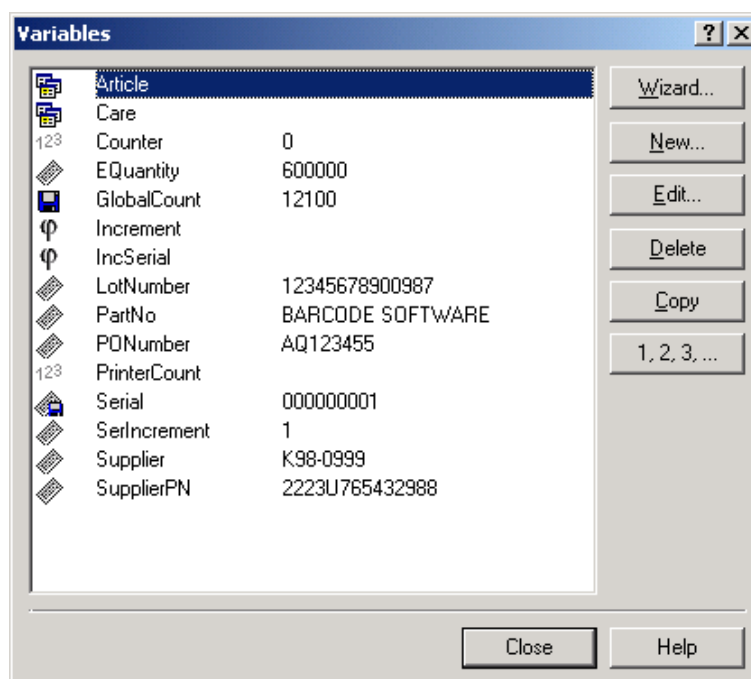 Variables
Article
Care
123 Counter 0
EQuantity 600000
GlobalCount 12100
φ Increment
φ IncSerial
LotNumber 12345678900987
PartNo BARCODE SOFTWARE
PONumber AQ123455
123 PrinterCount
Serial 000000001
SerIncrement 1
Supplier K98-0999
SupplierPN 2223U765432988
Wizard...
New...
Edit...
Delete
Copy
1, 2, 3, ...
Close Help